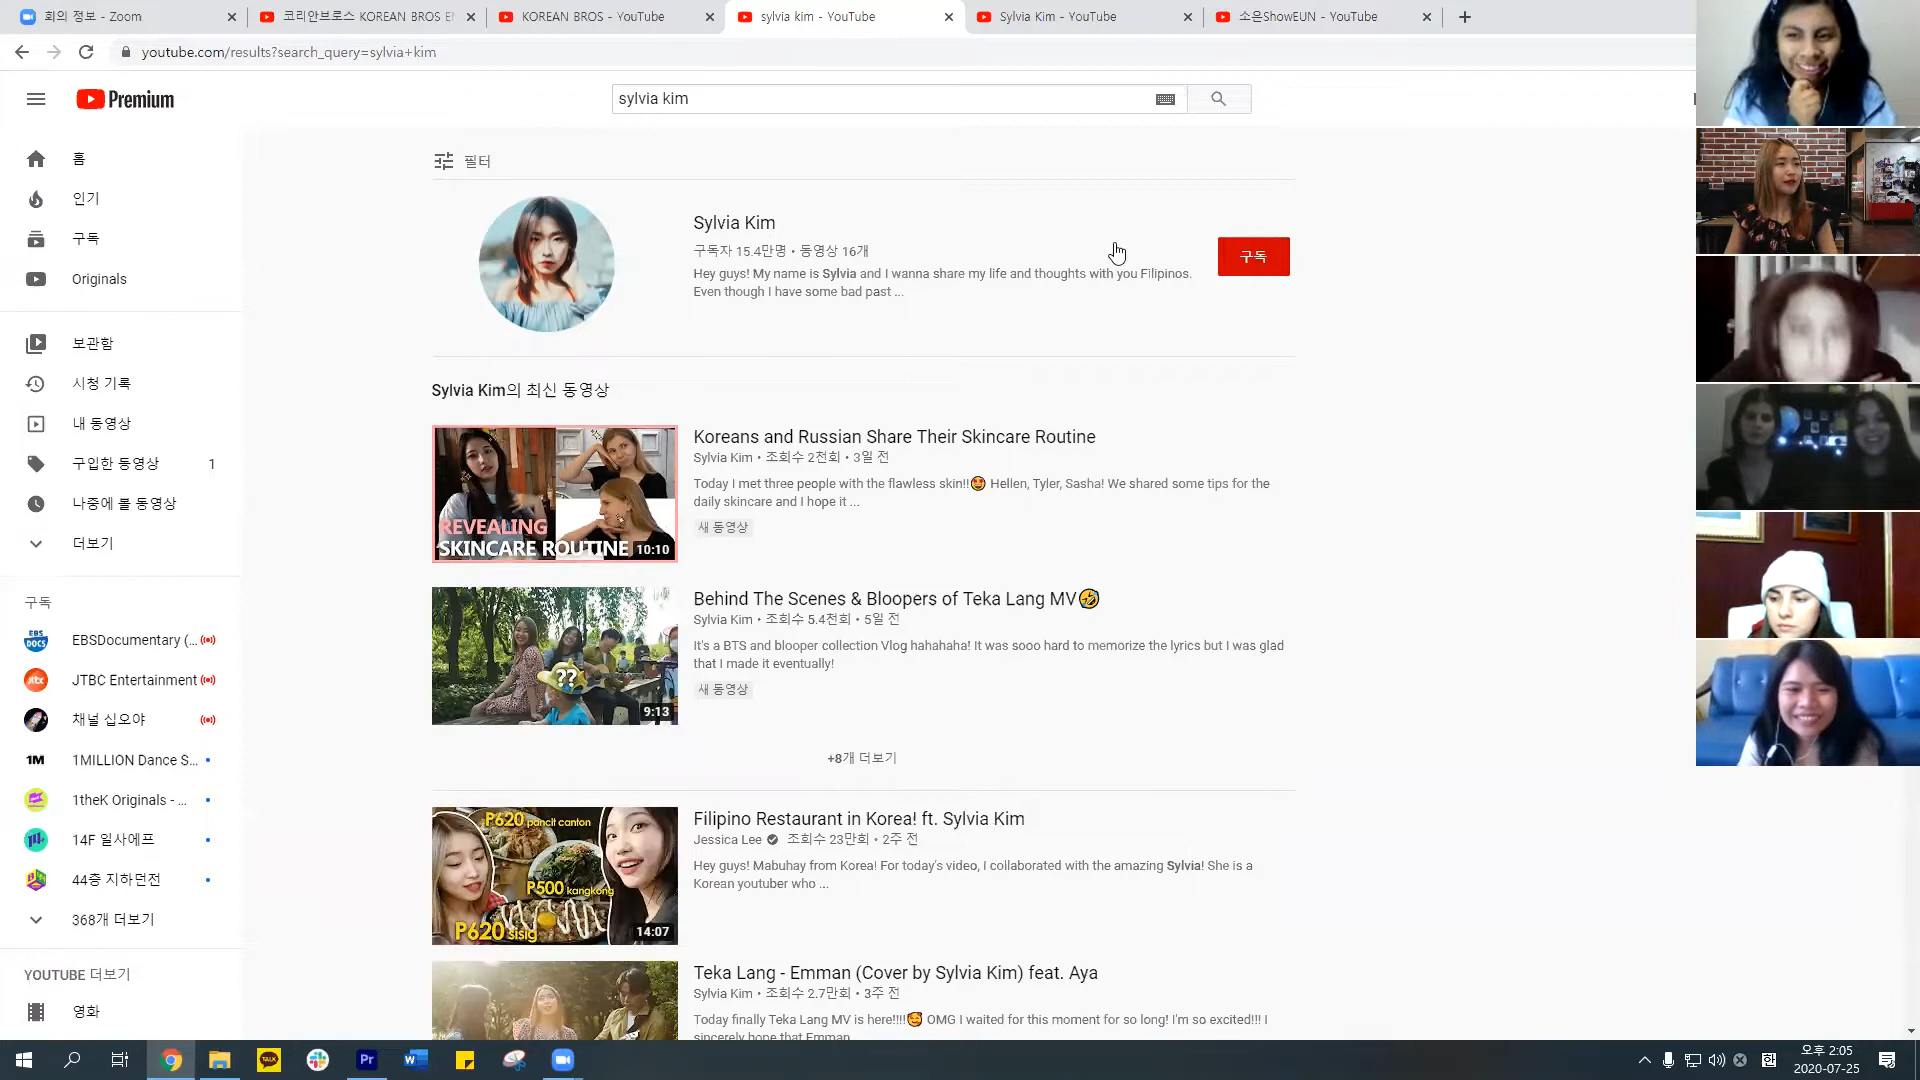 회의 정보 - Zoom
코리안브로스 KOREAN BROS EN
KOREAN BROS - YouTube
sylvia kim - YouTube
Sylvia Kim - YouTube
소은ShowEUN - YouTube
youtube.com/results?search_query=sylvia+kim
Premium
sylvia kim
홈
인기
구독
Originals
보관함
시청 기록
내 동영상
구입한 동영상 1
나중에 볼 동영상
더보기
구독
EBSDocumentary (...
JTBC Entertainment
채널 십오야
1MILLION Dance S...
1theK Originals - ...
14F 일사에프
44층 지하던전
368개 더보기
YOUTUBE 더보기
영화
필터
Sylvia Kim
구독자 15.4만명 • 동영상 16개
Hey guys! My name is Sylvia and I wanna share my life and thoughts with you Filipinos.
Even though I have some bad past ...
구독
Sylvia Kim의 최신 동영상
REVEALING
SKINCARE ROUTINE
10:10
Koreans and Russian Share Their Skincare Routine
Sylvia Kim • 조회수 2천회 • 3일 전
Today I met three people with the flawless skin!!🤩 Hellen, Tyler, Sasha! We shared some tips for the
daily skincare and I hope it ...
새 동영상
??
9:13
Behind The Scenes & Bloopers of Teka Lang MV🤣
Sylvia Kim • 조회수 5.4천회 • 5일 전
It's a BTS and blooper collection Vlog hahahaha! It was sooo hard to memorize the lyrics but I was glad
that I made it eventually!
새 동영상
+8개 더보기
P620 pancit canton
P500 kangkong
P620 sisig
14:07
Filipino Restaurant in Korea! ft. Sylvia Kim
Jessica Lee 조회수 23만회 • 2주 전
Hey guys! Mabuhay from Korea! For today's video, I collaborated with the amazing Sylvia! She is a
Korean youtuber who ...
Teka Lang - Emman (Cover by Sylvia Kim) feat. Aya
Sylvia Kim • 조회수 2.7만회 • 3주 전
Today finally Teka Lang MV is here!!!!🥰 OMG I waited for this moment for so long! I'm so excited!!! I
sincerely hope that Emman
오후 2:05
2020-07-25